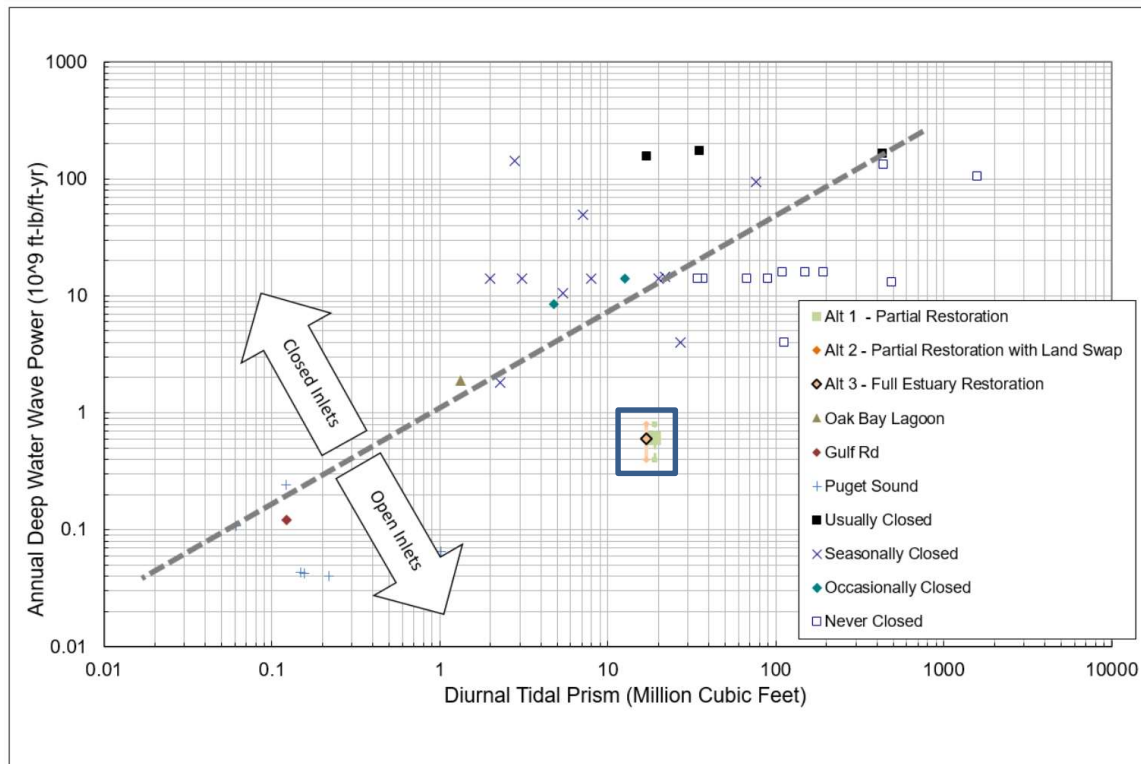 1000
100
10
1
0.1
0.01
0.01
0.1
1
10
100
1000
10000
Annual Deep Water Wave Power (10^9 ft-lb/ft-yr)
Diurnal Tidal Prism (Million Cubic Feet)
Closed Inlets
Open Inlets
Alt 1 - Partial Restoration
Alt 2 - Partial Restoration with Land Swap
Alt 3 - Full Estuary Restoration
Oak Bay Lagoon
Gulf Rd
Puget Sound
Usually Closed
Seasonally Closed
Occasionally Closed
Never Closed